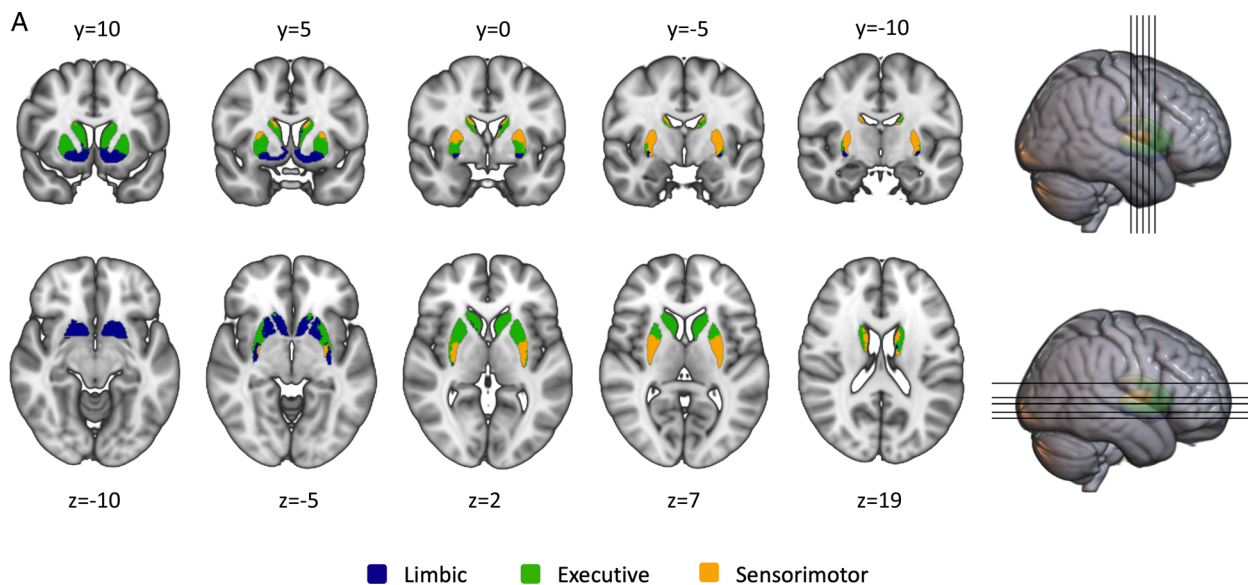 A
y=10 y=5 y=0 y=-5 y=-10
z=-10 z=-5 z=2 z=7 z=19
Limbic Executive Sensorimotor